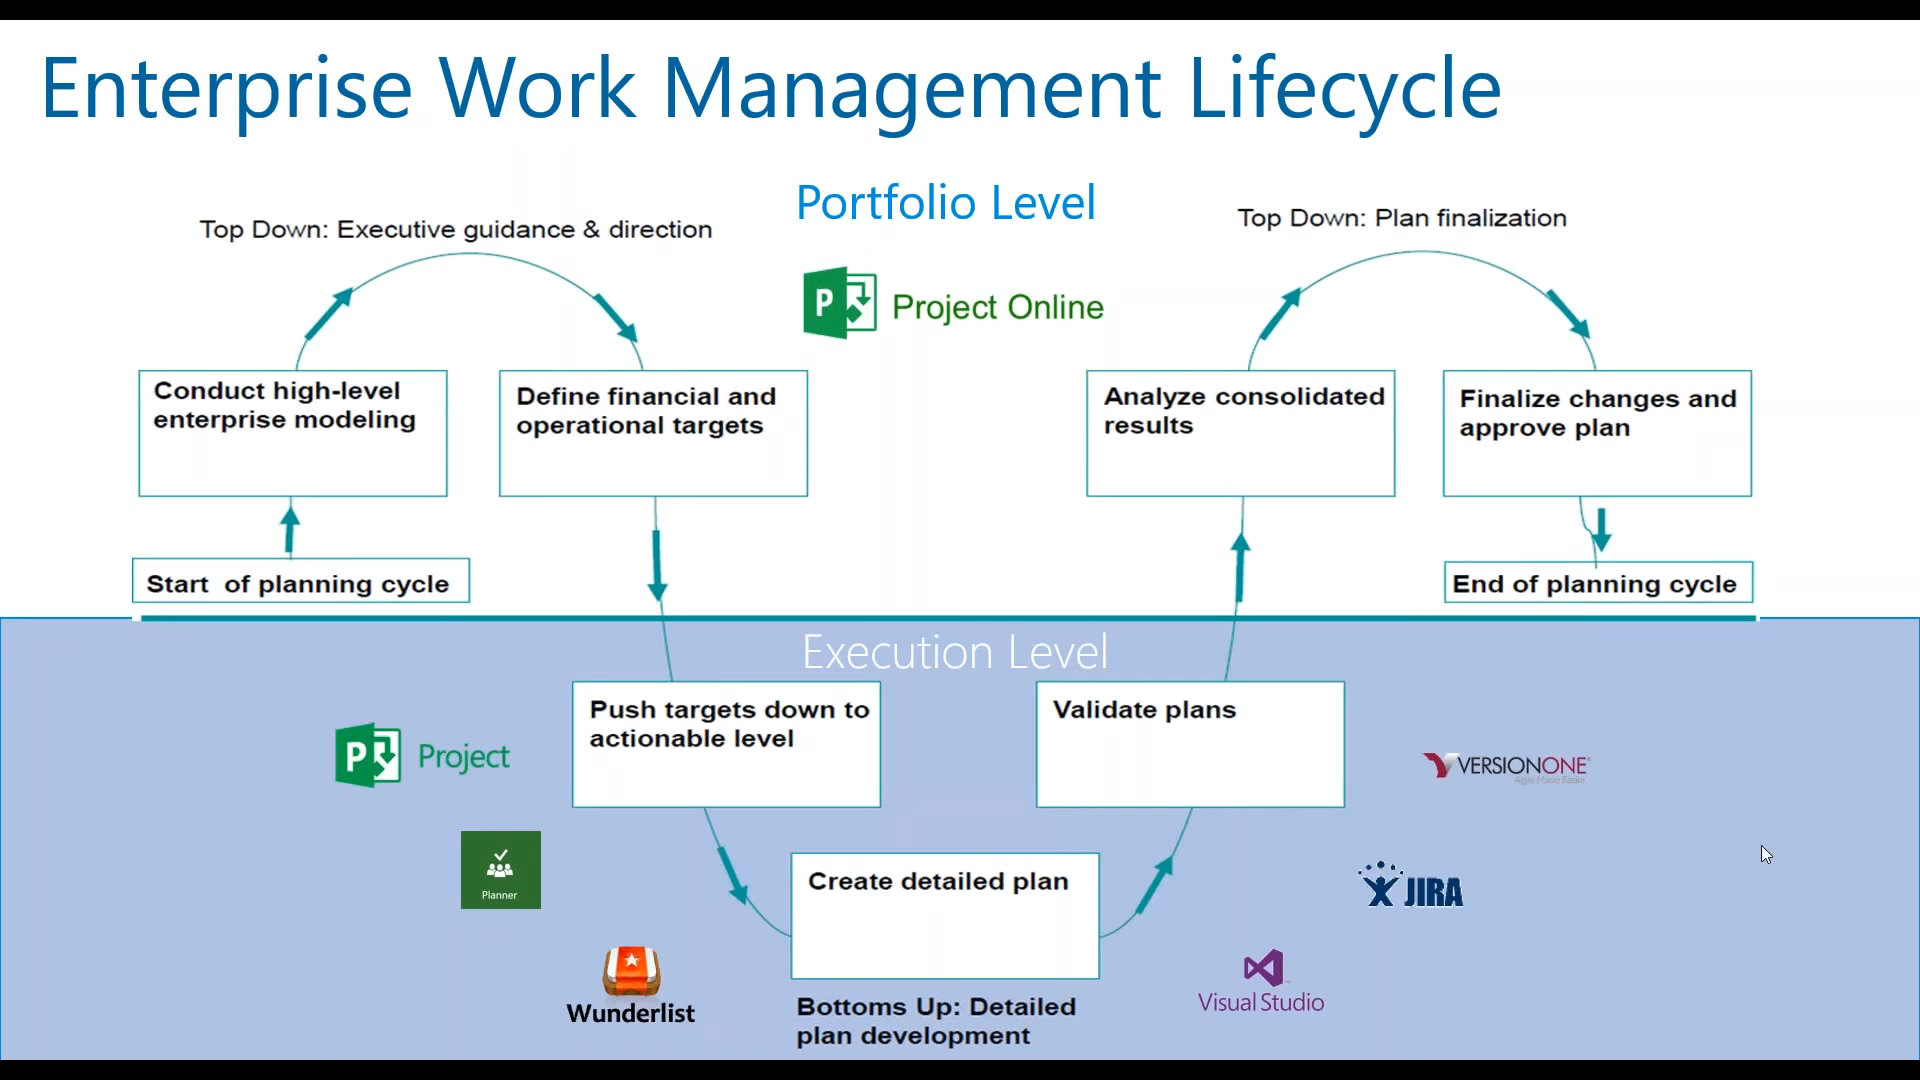 Enterprise Work Management Lifecycle
Portfolio Level
Top Down: Executive guidance & direction
Top Down: Plan finalization
P
Project Online
Conduct high-level
enterprise modeling
Define financial and
operational targets
Analyze consolidated
results
Finalize changes and
approve plan
Start of planning cycle
End of planning cycle
Execution Level
Push targets down to
actionable level
Validate plans
P
Project
VERSIONONE
Agile Made Easier
Planner
Create detailed plan
JIRA
Wunderlist
Visual Studio
Bottoms Up: Detailed
plan development